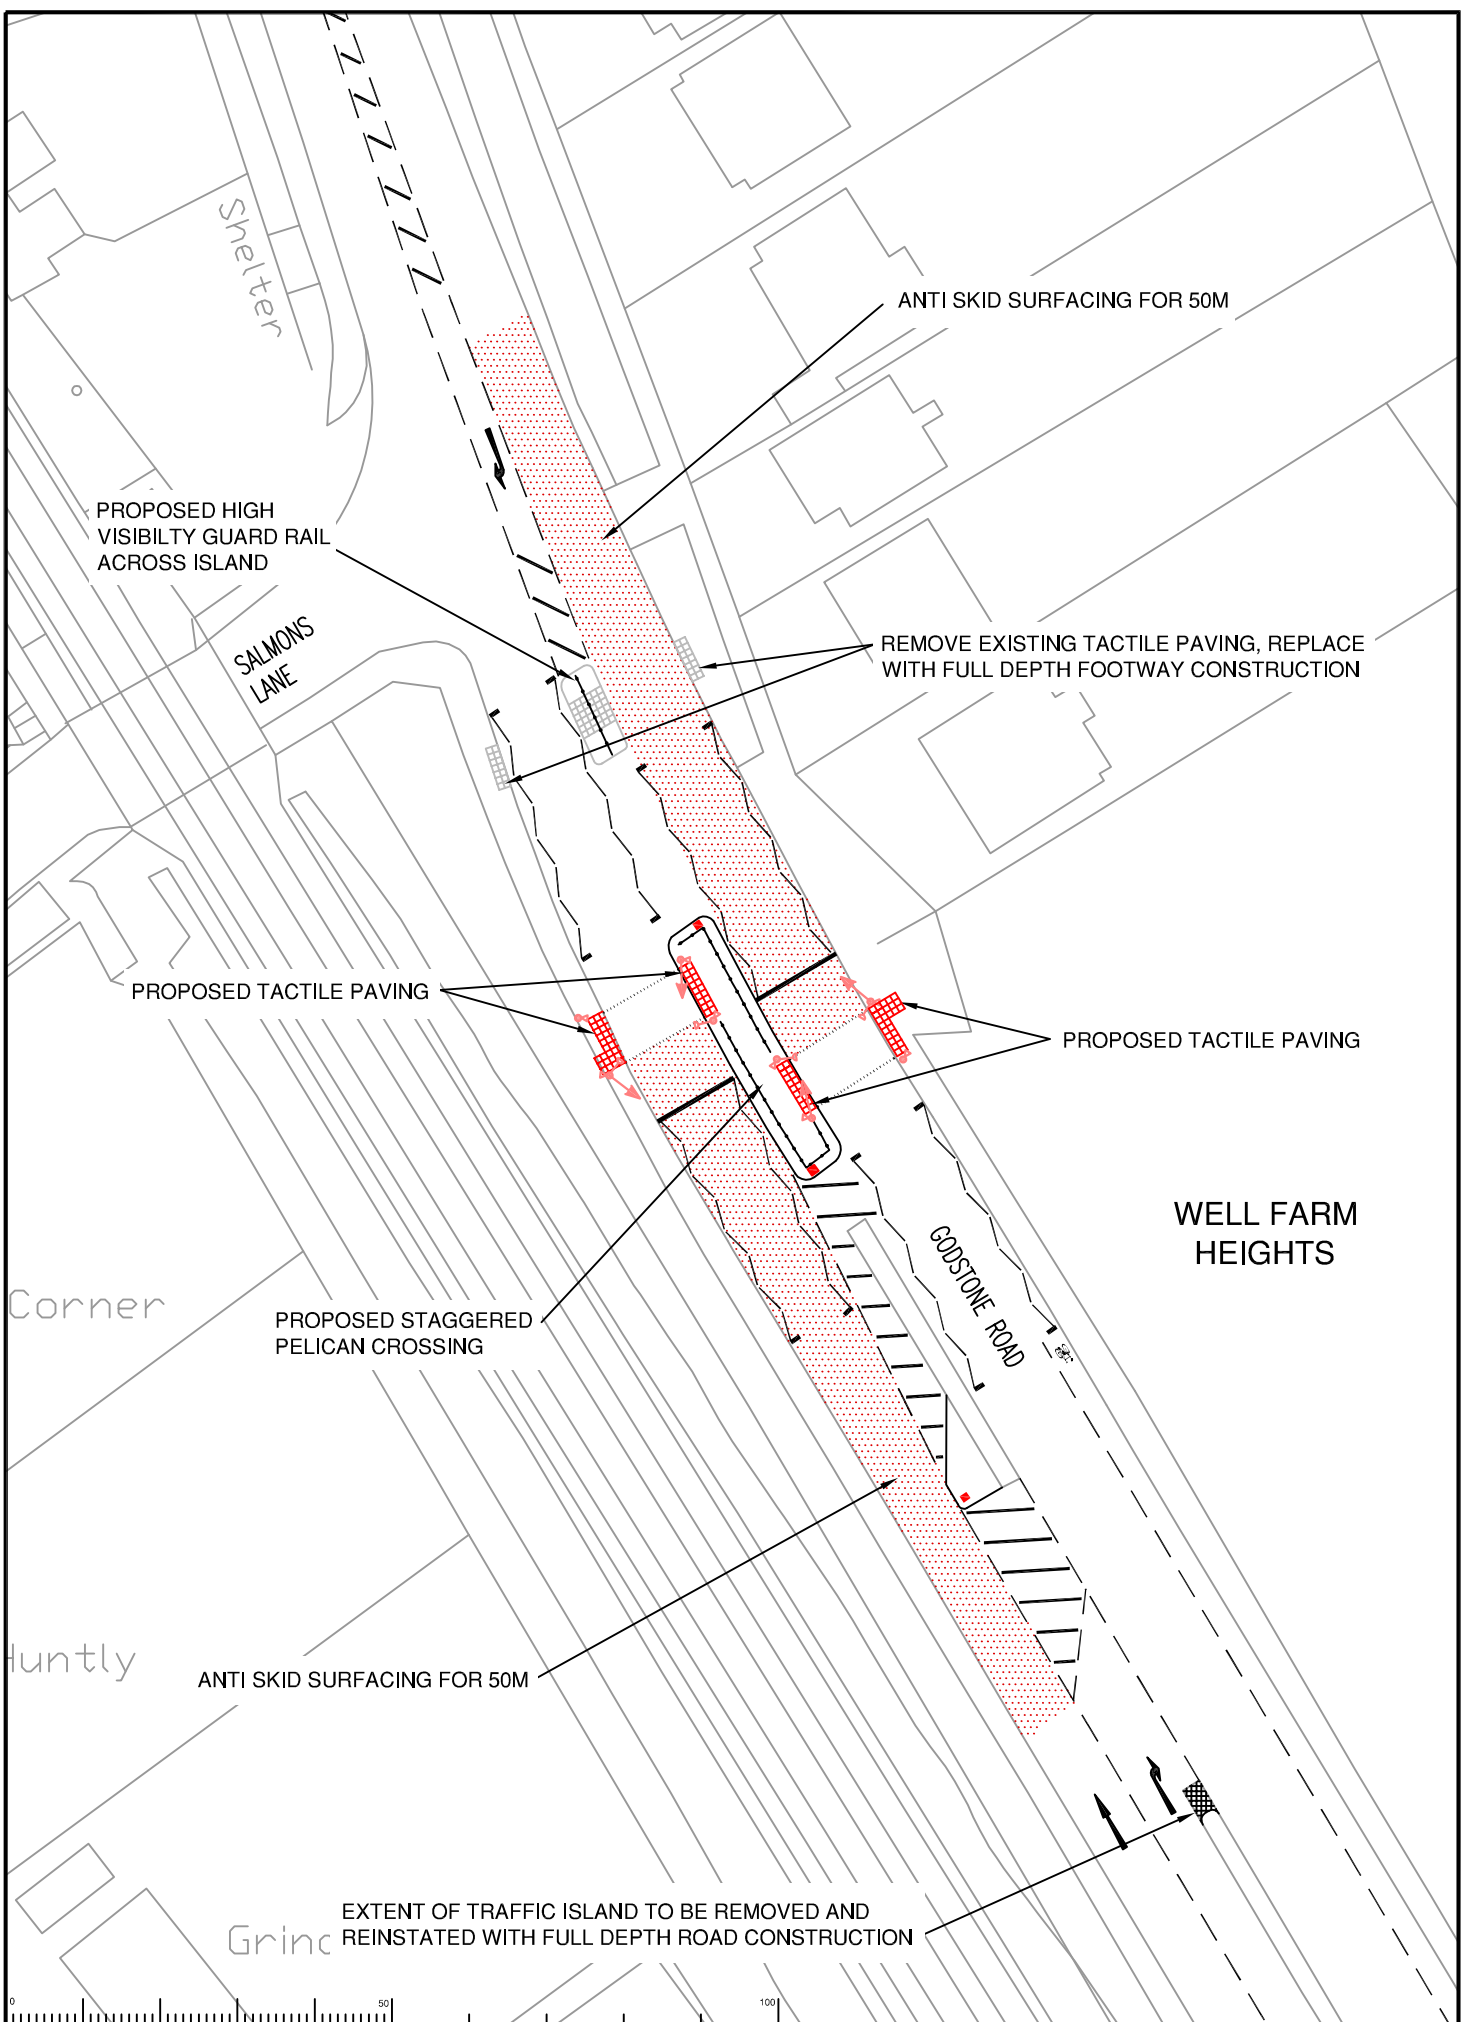 Shelter
ANTI SKID SURFACING FOR 50M
PROPOSED HIGH
VISIBILTY GUARD RAIL
ACROSS ISLAND
SALMONS
LANE
REMOVE EXISTING TACTILE PAVING, REPLACE
WITH FULL DEPTH FOOTWAY CONSTRUCTION
PROPOSED TACTILE PAVING
PROPOSED TACTILE PAVING
WELL FARM
HEIGHTS
GODSTONE ROAD
Corner
PROPOSED STAGGERED
PELICAN CROSSING
Huntly
ANTI SKID SURFACING FOR 50M
EXTENT OF TRAFFIC ISLAND TO BE REMOVED AND
REINSTATED WITH FULL DEPTH ROAD CONSTRUCTION
0
50
100